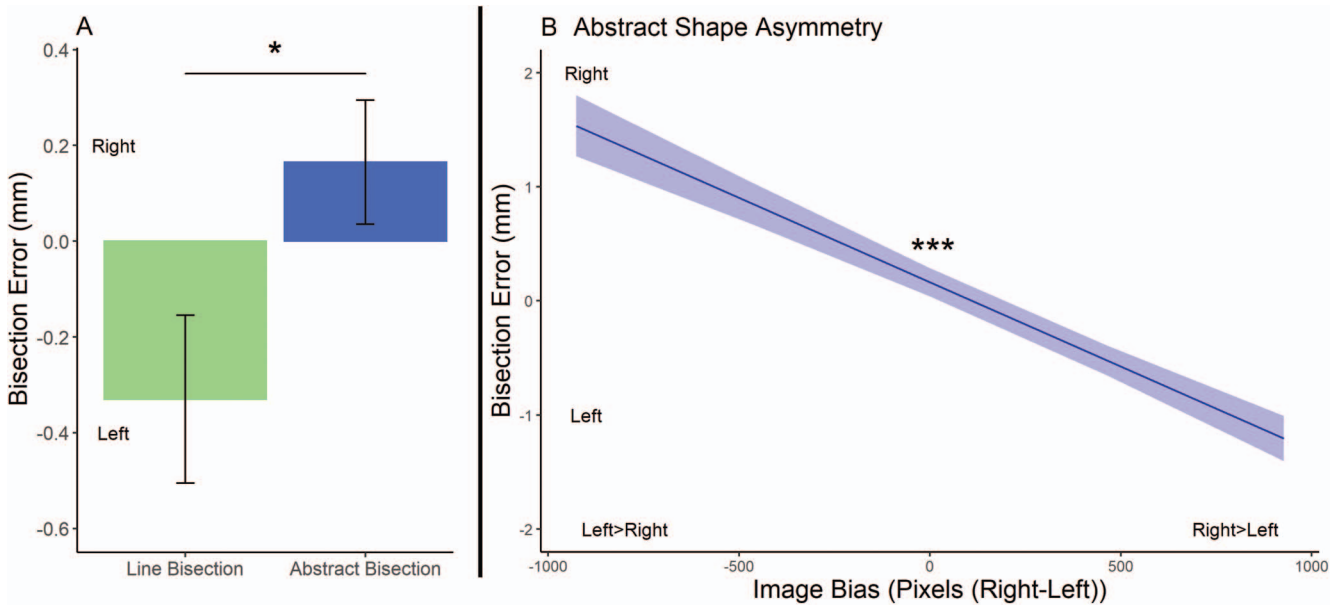 A
*
0.4
0.2
0.0
-0.2
-0.4
-0.6
Bisection Error (mm)
Right
Left
Line Bisection
Abstract Bisection
B Abstract Shape Asymmetry
2
1
0
-1
-2
Bisection Error (mm)
Right
***
Left
Left>Right
Right>Left
-1000
-500
0
500
1000
Image Bias (Pixels (Right-Left))